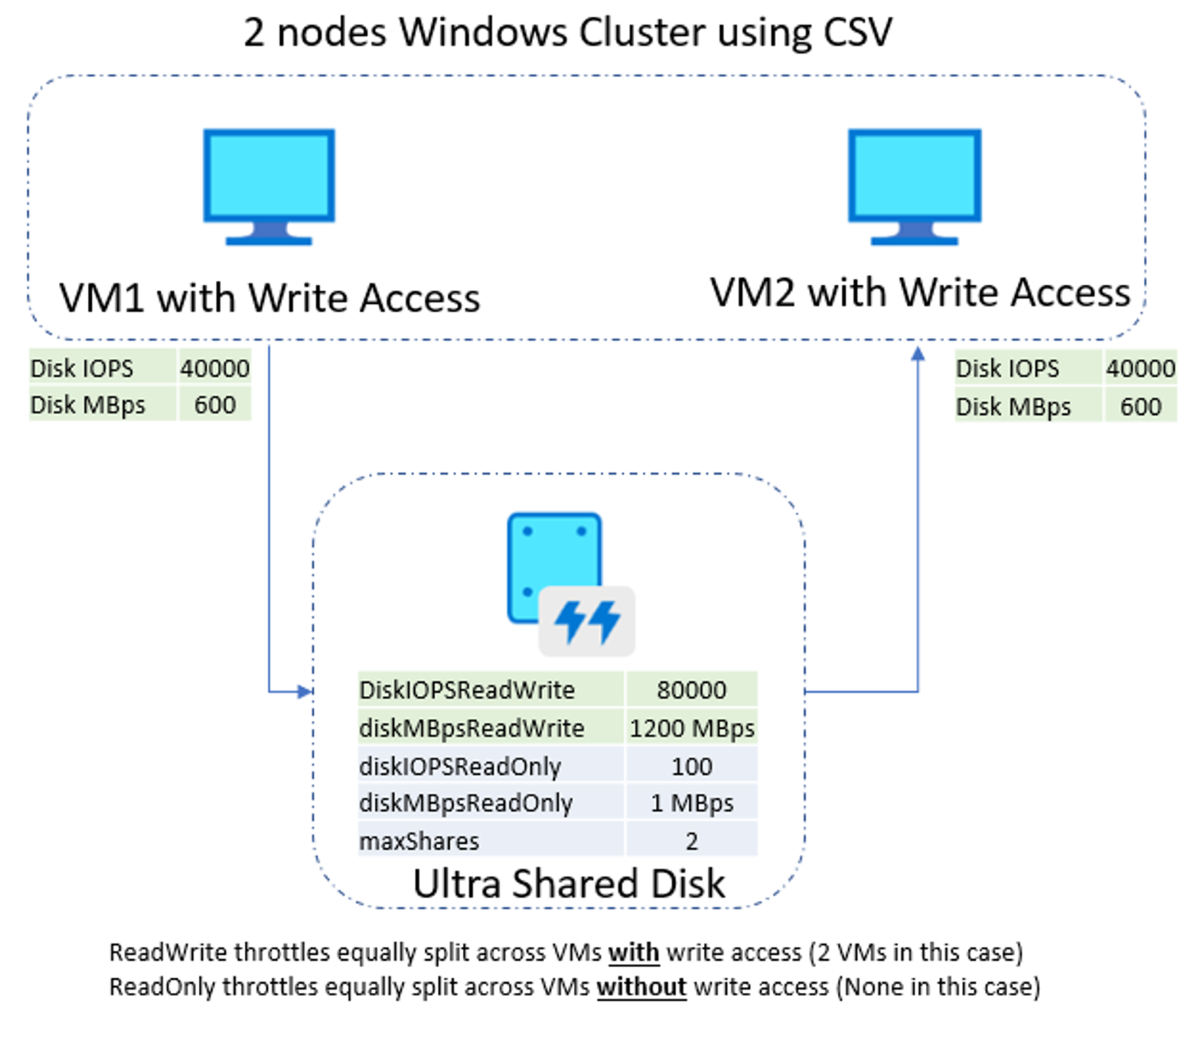 2 nodes Windows Cluster using CSV
VM1 with Write Access
VM2 with Write Access
Disk IOPS 40000
Disk MBps 600
Disk IOPS 40000
Disk MBps 600
DiskIOPSReadWrite 80000
diskMBpsReadWrite 1200 MBps
diskIOPSReadOnly 100
diskMBpsReadOnly 1 MBps
maxShares 2
Ultra Shared Disk
ReadWrite throttles equally split across VMs with write access (2 VMs in this case)
ReadOnly throttles equally split across VMs without write access (None in this case)